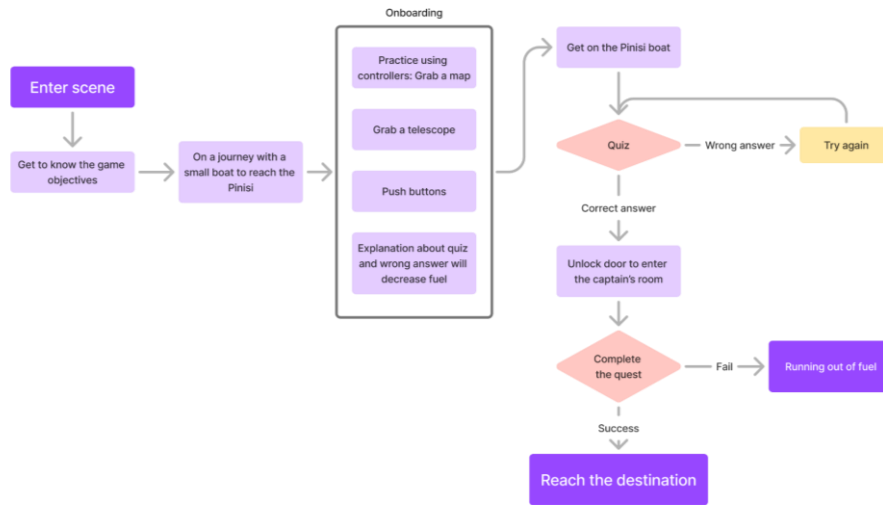 Onboarding
Enter scene
Get to know the game
objectives
On a journey with a
small boat to reach the
Pinisi
Practice using
controllers: Grab a map
Grab a telescope
Push buttons
Explanation about quiz
and wrong answer will
decrease fuel
Get on the Pinisi boat
Quiz
Wrong answer
Try again
Correct answer
Unlock door to enter
the captain's room
Complete
the quest
Fail
Running out of fuel
Success
Reach the destination